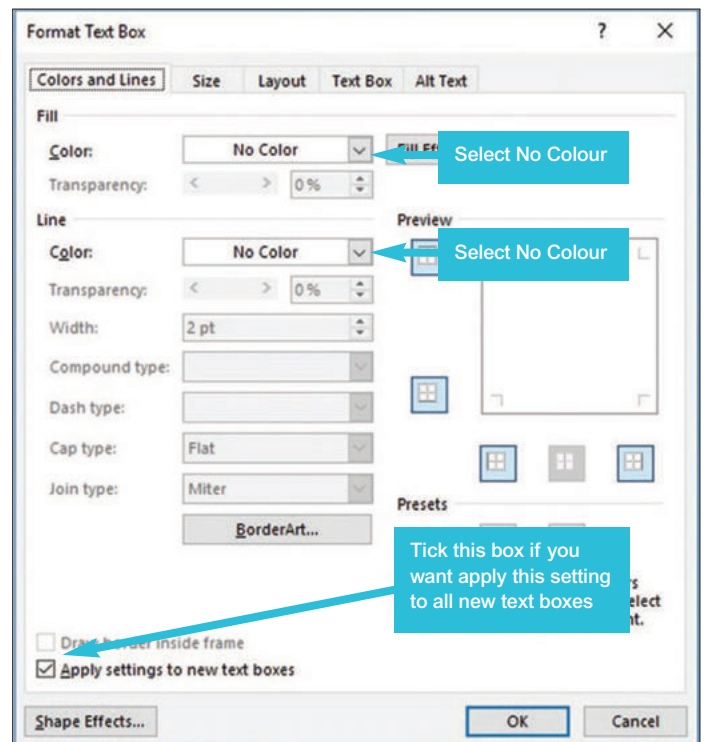 Format Text Box ? ×
Colors and Lines Size Layout Text Box Alt Text
Fill
Color: No Color Fill Select No Colour
Transparency: < > 0 %
Line Preview
Color: No Color Select No Colour
Transparency: < > 0 %
Width: 2 pt
Compound type:
Dash type:
Cap type: Flat
Join type: Miter
Presets
BorderArt...
Tick this box if you
want apply this setting
to all new text boxes
Draw border inside frame
Apply settings to new text boxes
Shape Effects... OK Cancel